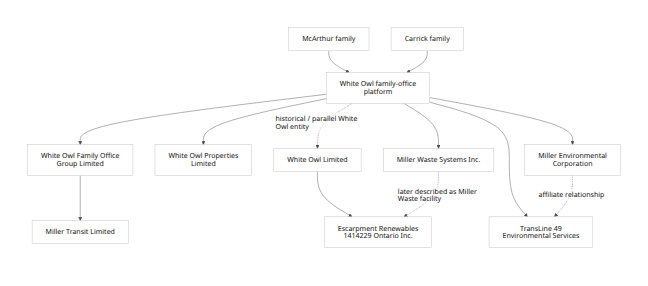 McArthur family
Carrick family
White Owl family-office
platform
historical / parallel White
Owl entity
White Owl Family Office
Group Limited
White Owl Properties
Limited
White Owl Limited
Miller Waste Systems Inc.
Miller Environmental
Corporation
later described as Miller
Waste facility
affiliate relationship
Miller Transit Limited
Escarpment Renewables
1414229 Ontario Inc.
TransLine 49
Environmental Services